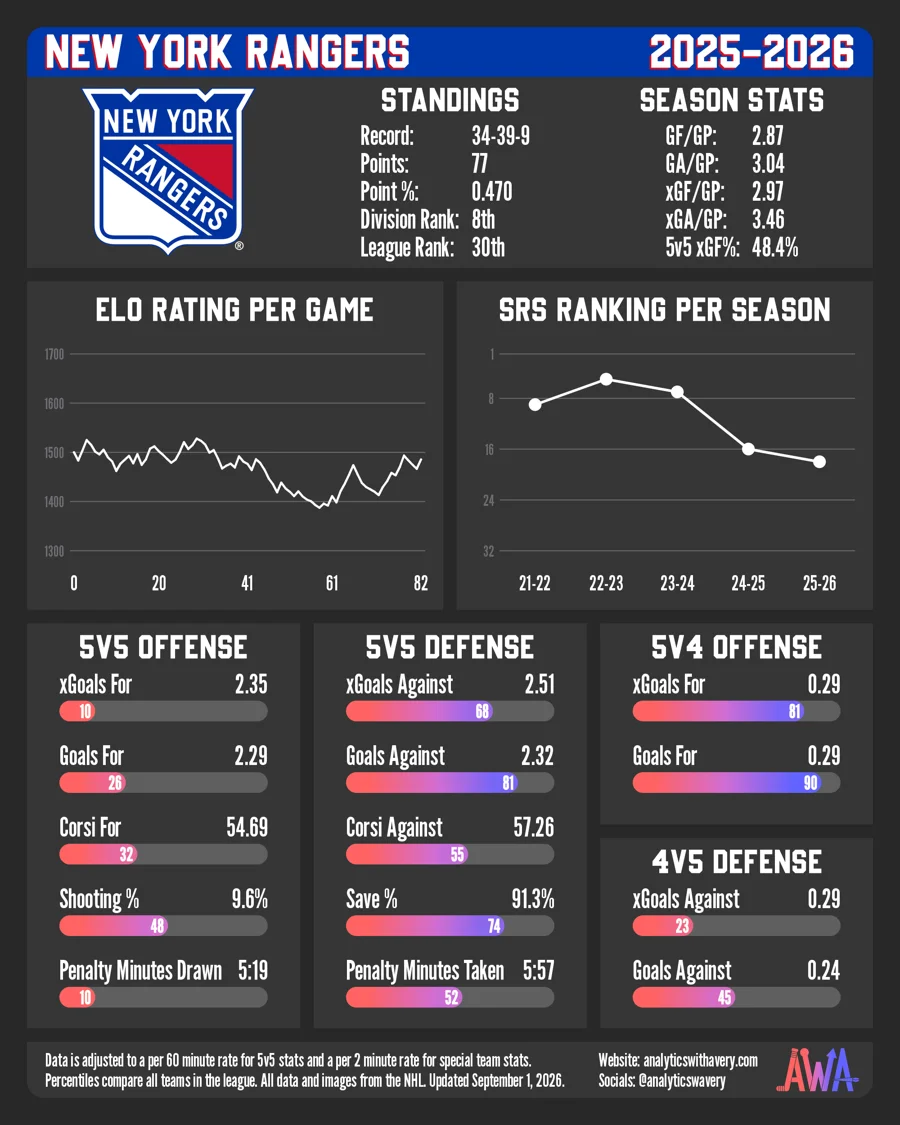 NEW YORK RANGERS 2025-2026
NEW YORK
RANGERS
®
STANDINGS
Record: 34-39-9
Points: 77
Point %: 0.470
Division Rank: 8th
League Rank: 30th
SEASON STATS
GF/GP: 2.87
GA/GP: 3.04
xGF/GP: 2.97
xGA/GP: 3.46
5v5 xGF%: 48.4%
ELO RATING PER GAME
1700
1600
1500
1400
1300
0 20 41 61 82
SRS RANKING PER SEASON
1
8
16
24
32
21-22 22-23 23-24 24-25 25-26
5V5 OFFENSE
xGoals For 2.35
10
Goals For 2.29
26
Corsi For 54.69
32
Shooting % 9.6%
48
Penalty Minutes Drawn 5:19
10
5V5 DEFENSE
xGoals Against 2.51
68
Goals Against 2.32
81
Corsi Against 57.26
55
Save % 91.3%
74
Penalty Minutes Taken 5:57
52
5V4 OFFENSE
xGoals For 0.29
81
Goals For 0.29
90
4V5 DEFENSE
xGoals Against 0.29
23
Goals Against 0.24
45
Data is adjusted to a per 60 minute rate for 5v5 stats and a per 2 minute rate for special team stats.
Percentiles compare all teams in the league. All data and images from the NHL. Updated September 1, 2026.
Website: analyticswithavery.com
Socials: @analyticswavery
AWA